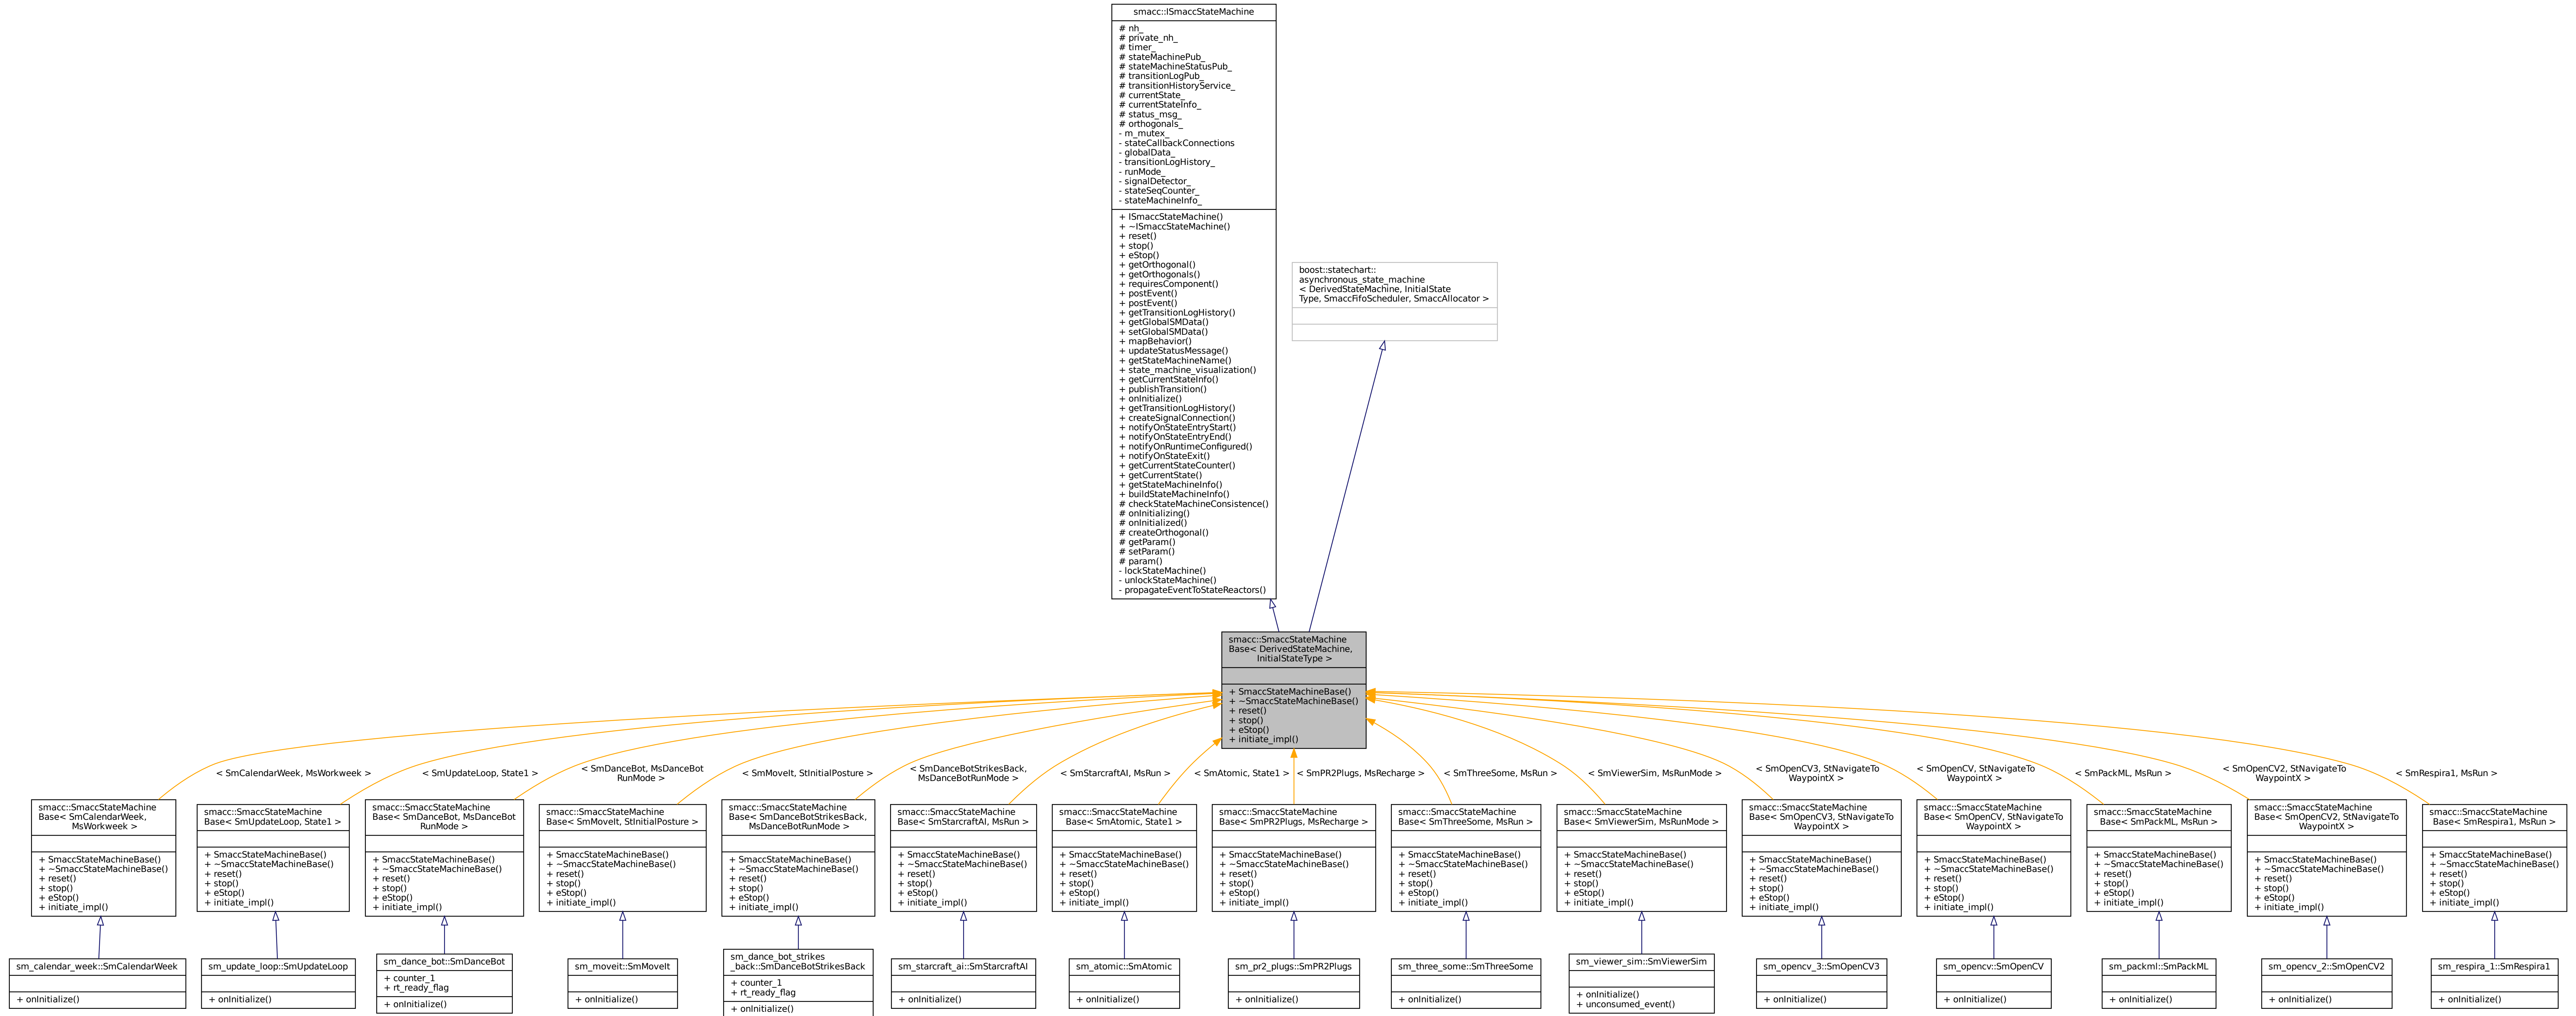 smacc::ISmaccStateMachine
# nh_
# private_nh_
# timer_
# stateMachinePub_
# stateMachineStatusPub_
# transitionLogPub_
# transitionHistoryService_
# currentState_
# currentStateInfo_
# status_msg_
# orthogonals_
- m_mutex_
- stateCallbackConnections
- globalData_
- transitionLogHistory_
- runMode_
- signalDetector_
- stateSeqCounter_
- stateMachineInfo_
+ ISmaccStateMachine()
+ ~ISmaccStateMachine()
+ reset()
+ stop()
+ eStop()
+ getOrthogonal()
+ getOrthogonals()
+ requiresComponent()
+ postEvent()
+ postEvent()
+ getTransitionLogHistory()
+ getGlobalSMData()
+ setGlobalSMData()
+ mapBehavior()
+ updateStatusMessage()
+ getStateMachineName()
+ state_machine_visualization()
+ getCurrentStateInfo()
+ publishTransition()
+ onInitialize()
+ getTransitionLogHistory()
+ createSignalConnection()
+ notifyOnStateEntryStart()
+ notifyOnStateEntryEnd()
+ notifyOnRuntimeConfigured()
+ notifyOnStateExit()
+ getCurrentStateCounter()
+ getCurrentState()
+ getStateMachineInfo()
+ buildStateMachineInfo()
# checkStateMachineConsistence()
# onInitializing()
# onInitialized()
# createOrthogonal()
# getParam()
# setParam()
# param()
- lockStateMachine()
- unlockStateMachine()
- propagateEventToStateReactors()
boost::statechart::
asynchronous_state_machine
< DerivedStateMachine, InitialState
Type, SmaccFifoScheduler, SmaccAllocator >
smacc::SmaccStateMachine
Base< DerivedStateMachine,
InitialStateType >
+ SmaccStateMachineBase()
+ ~SmaccStateMachineBase()
+ reset()
+ stop()
+ eStop()
+ initiate_impl()
< SmCalendarWeek, MsWorkweek >
< SmUpdateLoop, State1 >
< SmDanceBot, MsDanceBot
RunMode >
< SmMoveIt, StInitialPosture >
< SmDanceBotStrikesBack,
MsDanceBotRunMode >
< SmStarcraftAI, MsRun >
< SmAtomic, State1 >
< SmPR2Plugs, MsRecharge >
< SmThreeSome, MsRun >
< SmViewerSim, MsRunMode >
< SmOpenCV3, StNavigateTo
WaypointX >
< SmOpenCV, StNavigateTo
WaypointX >
< SmPackML, MsRun >
< SmOpenCV2, StNavigateTo
WaypointX >
< SmRespira1, MsRun >
smacc::SmaccStateMachine
Base< SmCalendarWeek,
MsWorkweek >
+ SmaccStateMachineBase()
+ ~SmaccStateMachineBase()
+ reset()
+ stop()
+ eStop()
+ initiate_impl()
smacc::SmaccStateMachine
Base< SmUpdateLoop, State1 >
+ SmaccStateMachineBase()
+ ~SmaccStateMachineBase()
+ reset()
+ stop()
+ eStop()
+ initiate_impl()
smacc::SmaccStateMachine
Base< SmDanceBot, MsDanceBot
RunMode >
+ SmaccStateMachineBase()
+ ~SmaccStateMachineBase()
+ reset()
+ stop()
+ eStop()
+ initiate_impl()
smacc::SmaccStateMachine
Base< SmMoveIt, StInitialPosture >
+ SmaccStateMachineBase()
+ ~SmaccStateMachineBase()
+ reset()
+ stop()
+ eStop()
+ initiate_impl()
smacc::SmaccStateMachine
Base< SmDanceBotStrikesBack,
MsDanceBotRunMode >
+ SmaccStateMachineBase()
+ ~SmaccStateMachineBase()
+ reset()
+ stop()
+ eStop()
+ initiate_impl()
smacc::SmaccStateMachine
Base< SmStarcraftAI, MsRun >
+ SmaccStateMachineBase()
+ ~SmaccStateMachineBase()
+ reset()
+ stop()
+ eStop()
+ initiate_impl()
smacc::SmaccStateMachine
Base< SmAtomic, State1 >
+ SmaccStateMachineBase()
+ ~SmaccStateMachineBase()
+ reset()
+ stop()
+ eStop()
+ initiate_impl()
smacc::SmaccStateMachine
Base< SmPR2Plugs, MsRecharge >
+ SmaccStateMachineBase()
+ ~SmaccStateMachineBase()
+ reset()
+ stop()
+ eStop()
+ initiate_impl()
smacc::SmaccStateMachine
Base< SmThreeSome, MsRun >
+ SmaccStateMachineBase()
+ ~SmaccStateMachineBase()
+ reset()
+ stop()
+ eStop()
+ initiate_impl()
smacc::SmaccStateMachine
Base< SmViewerSim, MsRunMode >
+ SmaccStateMachineBase()
+ ~SmaccStateMachineBase()
+ reset()
+ stop()
+ eStop()
+ initiate_impl()
smacc::SmaccStateMachine
Base< SmOpenCV3, StNavigateTo
WaypointX >
+ SmaccStateMachineBase()
+ ~SmaccStateMachineBase()
+ reset()
+ stop()
+ eStop()
+ initiate_impl()
smacc::SmaccStateMachine
Base< SmOpenCV, StNavigateTo
WaypointX >
+ SmaccStateMachineBase()
+ ~SmaccStateMachineBase()
+ reset()
+ stop()
+ eStop()
+ initiate_impl()
smacc::SmaccStateMachine
Base< SmPackML, MsRun >
+ SmaccStateMachineBase()
+ ~SmaccStateMachineBase()
+ reset()
+ stop()
+ eStop()
+ initiate_impl()
smacc::SmaccStateMachine
Base< SmOpenCV2, StNavigateTo
WaypointX >
+ SmaccStateMachineBase()
+ ~SmaccStateMachineBase()
+ reset()
+ stop()
+ eStop()
+ initiate_impl()
smacc::SmaccStateMachine
Base< SmRespira1, MsRun >
+ SmaccStateMachineBase()
+ ~SmaccStateMachineBase()
+ reset()
+ stop()
+ eStop()
+ initiate_impl()
sm_calendar_week::SmCalendarWeek
+ onInitialize()
sm_update_loop::SmUpdateLoop
+ onInitialize()
sm_dance_bot::SmDanceBot
+ counter_1
+ rt_ready_flag
+ onInitialize()
sm_moveit::SmMoveIt
+ onInitialize()
sm_dance_bot_strikes
_back::SmDanceBotStrikesBack
+ counter_1
+ rt_ready_flag
+ onInitialize()
sm_starcraft_ai::SmStarcraftAI
+ onInitialize()
sm_atomic::SmAtomic
+ onInitialize()
sm_pr2_plugs::SmPR2Plugs
+ onInitialize()
sm_three_some::SmThreeSome
+ onInitialize()
sm_viewer_sim::SmViewerSim
+ onInitialize()
+ unconsumed_event()
sm_opencv_3::SmOpenCV3
+ onInitialize()
sm_opencv::SmOpenCV
+ onInitialize()
sm_packml::SmPackML
+ onInitialize()
sm_opencv_2::SmOpenCV2
+ onInitialize()
sm_respira_1::SmRespira1
+ onInitialize()